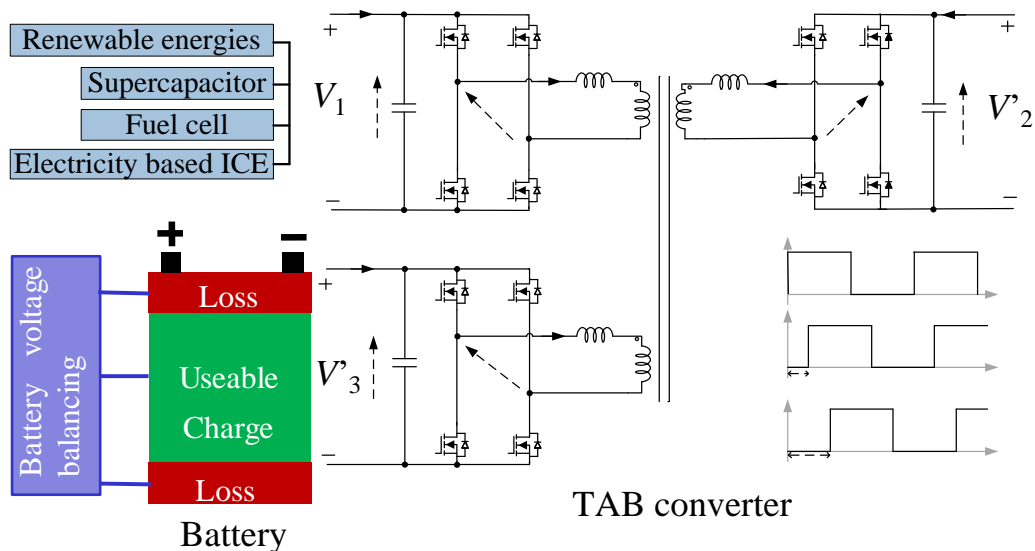 Renewable energies
Supercapacitor
Fuel cell
Electricity based ICE
+
V1
−
+
V'2
−
+ −
Battery voltage
balancing
Loss
Useable
Charge
Loss
Battery
+
V'3
−
TAB converter